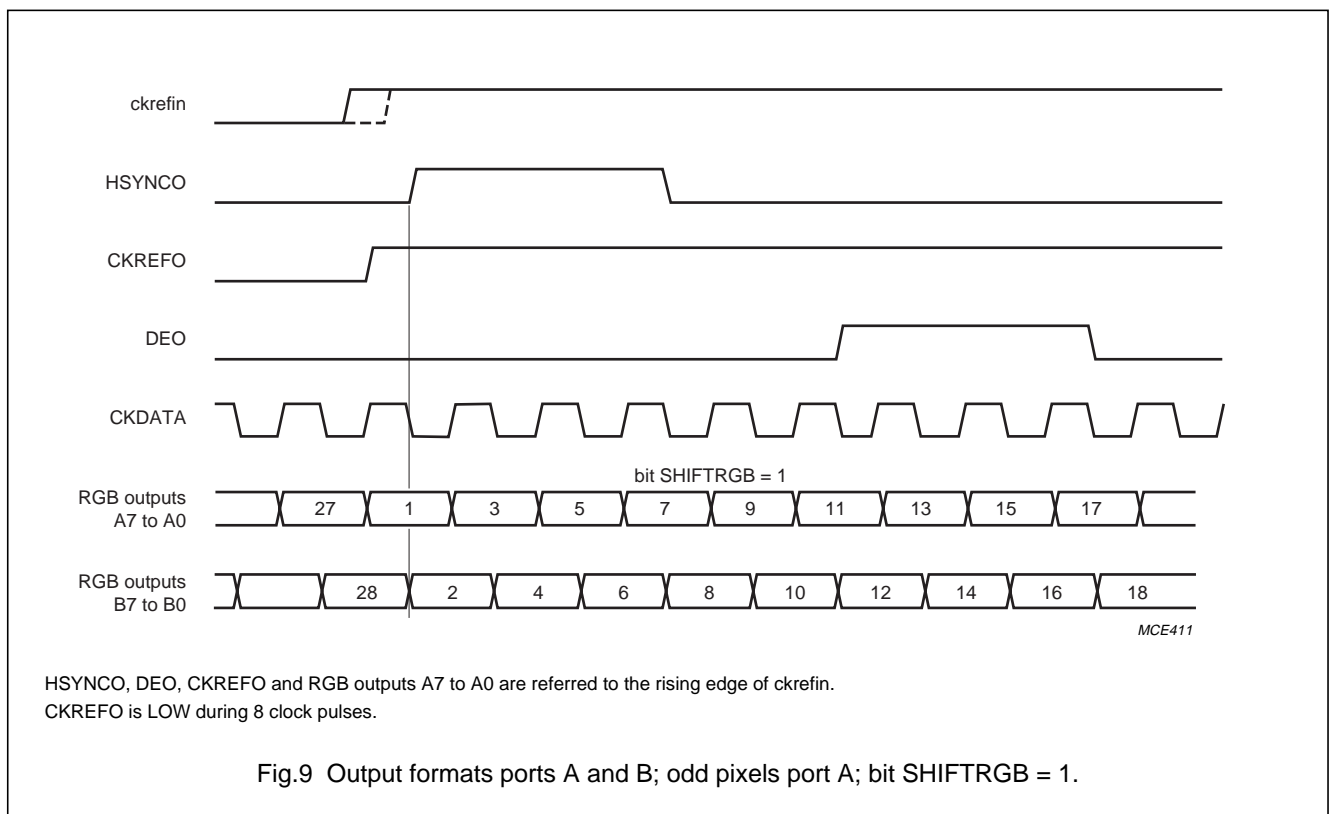 ckrefin
HSYNCO
CKREFO
DEO
CKDATA
bit SHIFTRGB = 1
RGB outputs
A7 to A0
27 1 3 5 7 9 11 13 15 17
RGB outputs
B7 to B0
28 2 4 6 8 10 12 14 16 18
MCE411
HSYNCO, DEO, CKREFO and RGB outputs A7 to A0 are referred to the rising edge of ckrefin.
CKREFO is LOW during 8 clock pulses.
Fig.9 Output formats ports A and B; odd pixels port A; bit SHIFTRGB = 1.